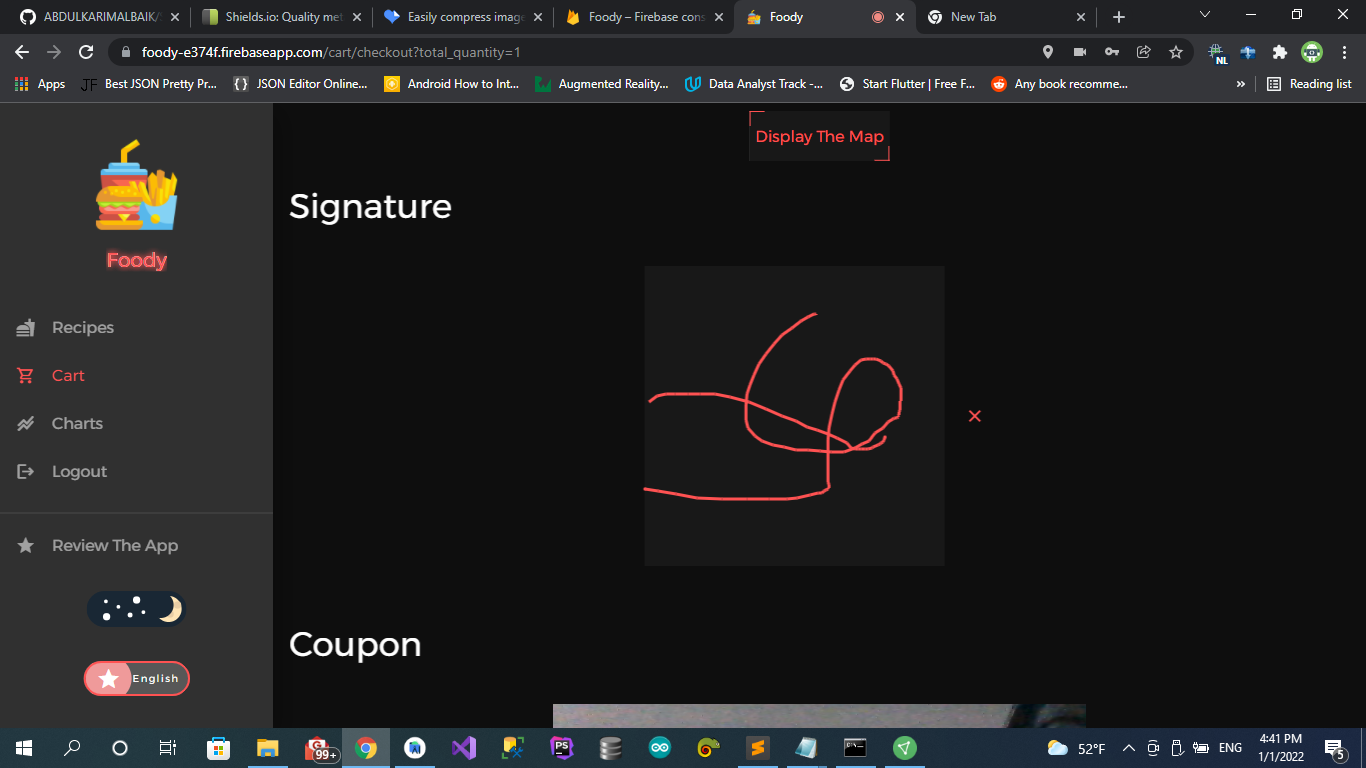 ABDULKARIMALBAIK/
Shields.io: Quality met
Easily compress image
Foody – Firebase cons
Foody
New Tab
foody-e374f.firebaseapp.com/cart/checkout?total_quantity=1
NL
Apps
JF Best JSON Pretty Pr...
{} JSON Editor Online...
Android How to Int...
Augmented Reality...
Data Analyst Track -...
Start Flutter | Free F...
Any book recomme...
»
Reading list
Display The Map
Foody
Recipes
Cart
Charts
Logout
Review The App
English
Signature
Coupon
99+
PS
52°F
ENG
4:41 PM
1/1/2022
5